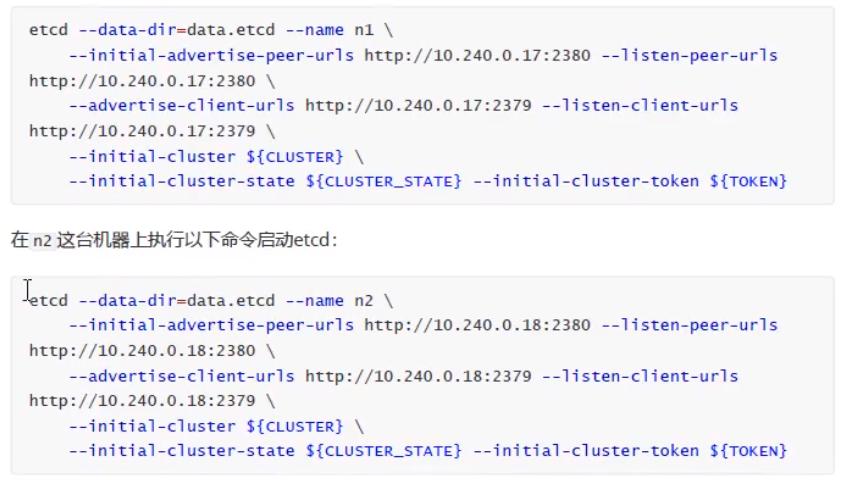 etcd --data-dir=data.etcd --name n1 \
--initial-advertise-peer-urls http://10.240.0.17:2380 --listen-peer-urls
http://10.240.0.17:2380 \
--advertise-client-urls http://10.240.0.17:2379 --listen-client-urls
http://10.240.0.17:2379 \
--initial-cluster ${CLUSTER} \
--initial-cluster-state ${CLUSTER_STATE} --initial-cluster-token ${TOKEN}
在 n2 这台机器上执行以下命令启动etcd：
etcd --data-dir=data.etcd --name n2 \
--initial-advertise-peer-urls http://10.240.0.18:2380 --listen-peer-urls
http://10.240.0.18:2380 \
--advertise-client-urls http://10.240.0.18:2379 --listen-client-urls
http://10.240.0.18:2379 \
--initial-cluster ${CLUSTER} \
--initial-cluster-state ${CLUSTER_STATE} --initial-cluster-token ${TOKEN}